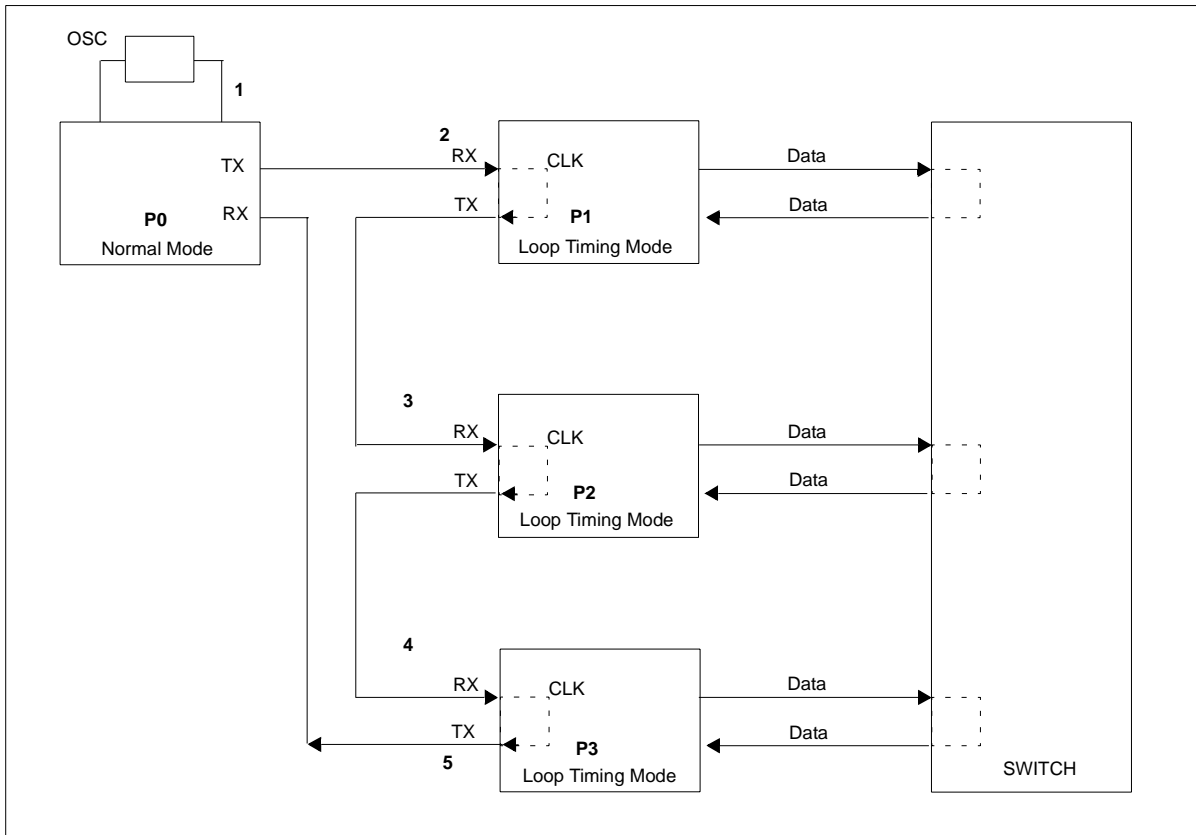 OSC
1
TX
RX
P0
Normal Mode
2
RX
CLK
TX
P1
Loop Timing Mode
Data
Data
3
RX
CLK
TX
P2
Loop Timing Mode
Data
Data
4
RX
CLK
TX
5
P3
Loop Timing Mode
Data
Data
SWITCH